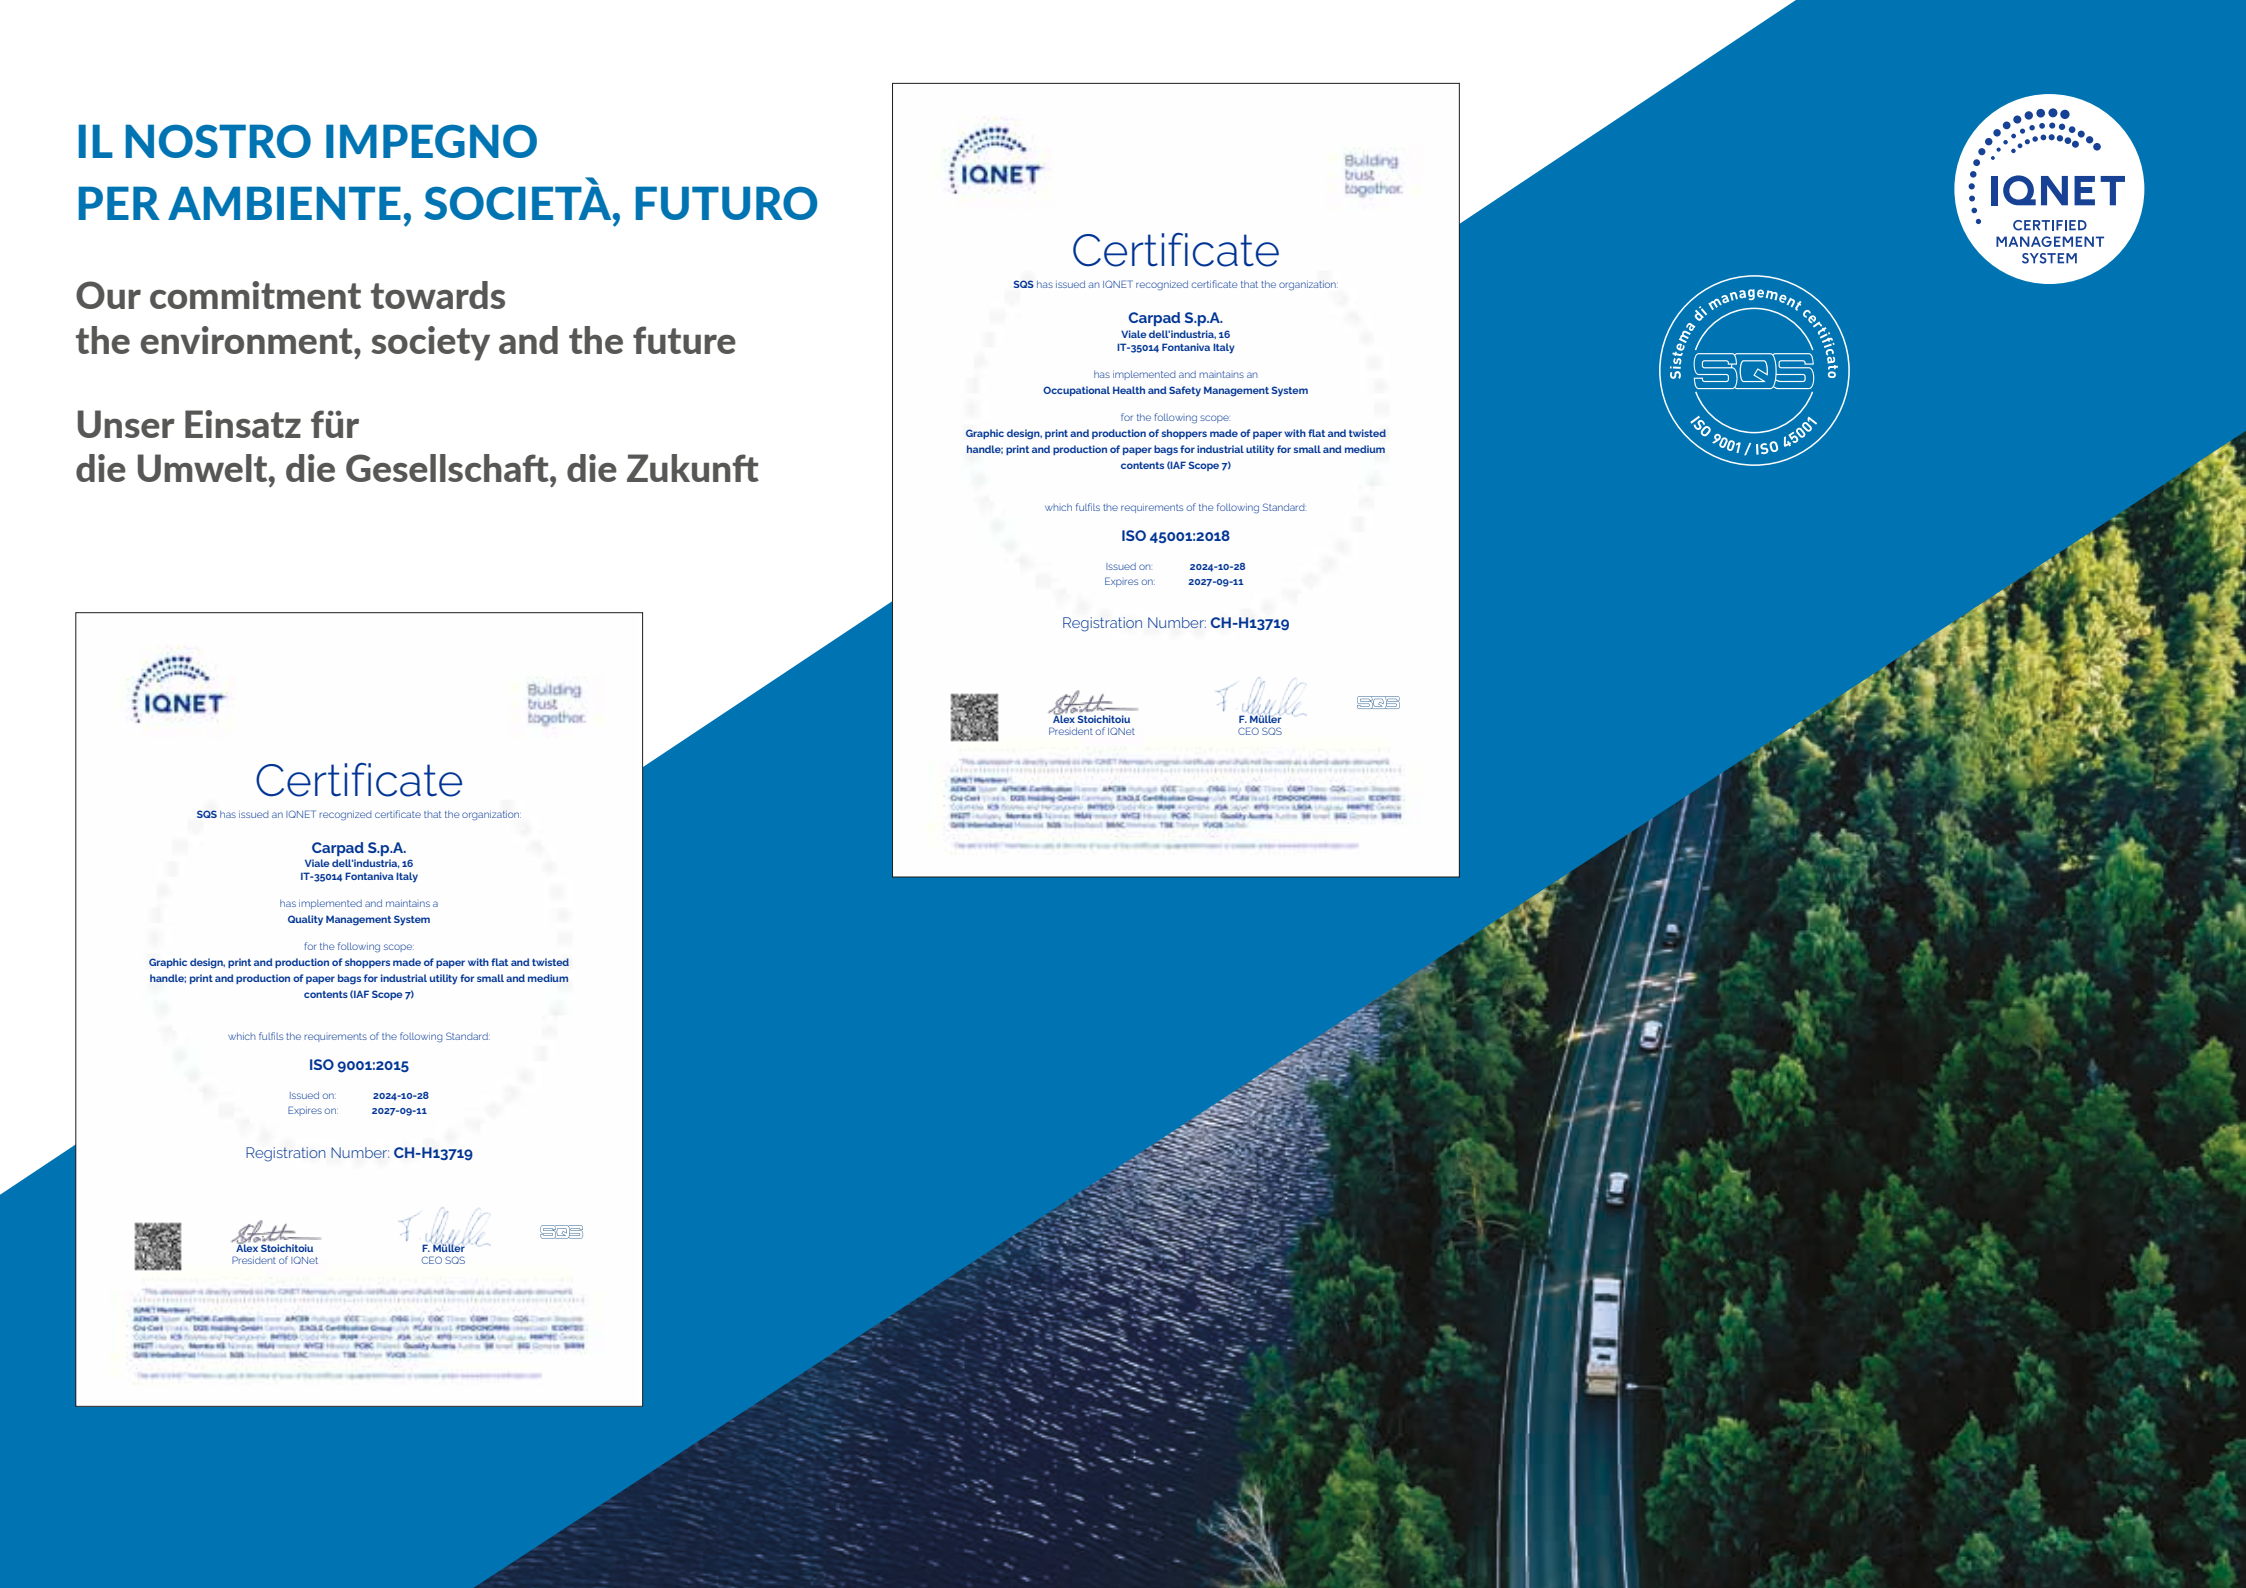 IL NOSTRO IMPEGNO
PER AMBIENTE, SOCIETÀ, FUTURO
Our commitment towards
the environment, society and the future
Unser Einsatz für
die Umwelt, die Gesellschaft, die Zukunft
IQNET
Building
trust
together.
Certificate
SQS has issued an IQNET recognized certificate that the organization:
Carpad S.p.A.
Viale dell'industria, 16
IT-35014 Fontaniva Italy
has implemented and maintains a
Quality Management System
for the following scope:
Graphic design, print and production of shoppers made of paper with flat and twisted
handle; print and production of paper bags for industrial utility for small and medium
contents (IAF Scope 7)
which fulfils the requirements of the following Standard:
ISO 9001:2015
Issued on: 2024-10-28
Expires on: 2027-09-11
Registration Number: CH-H13719
Alex Stoichitoiu
President of IQNet
F. Müller
CEO SQS
SQS
IQNET
Building
trust
together.
Certificate
SQS has issued an IQNET recognized certificate that the organization:
Carpad S.p.A.
Viale dell'industria, 16
IT-35014 Fontaniva Italy
has implemented and maintains an
Occupational Health and Safety Management System
for the following scope:
Graphic design, print and production of shoppers made of paper with flat and twisted
handle; print and production of paper bags for industrial utility for small and medium
contents (IAF Scope 7)
which fulfils the requirements of the following Standard:
ISO 45001:2018
Issued on: 2024-10-28
Expires on: 2027-09-11
Registration Number: CH-H13719
Alex Stoichitoiu
President of IQNet
F. Müller
CEO SQS
SQS
Sistema di management certificato
SQS
ISO 9001 / ISO 45001
IQNET
CERTIFIED
MANAGEMENT
SYSTEM